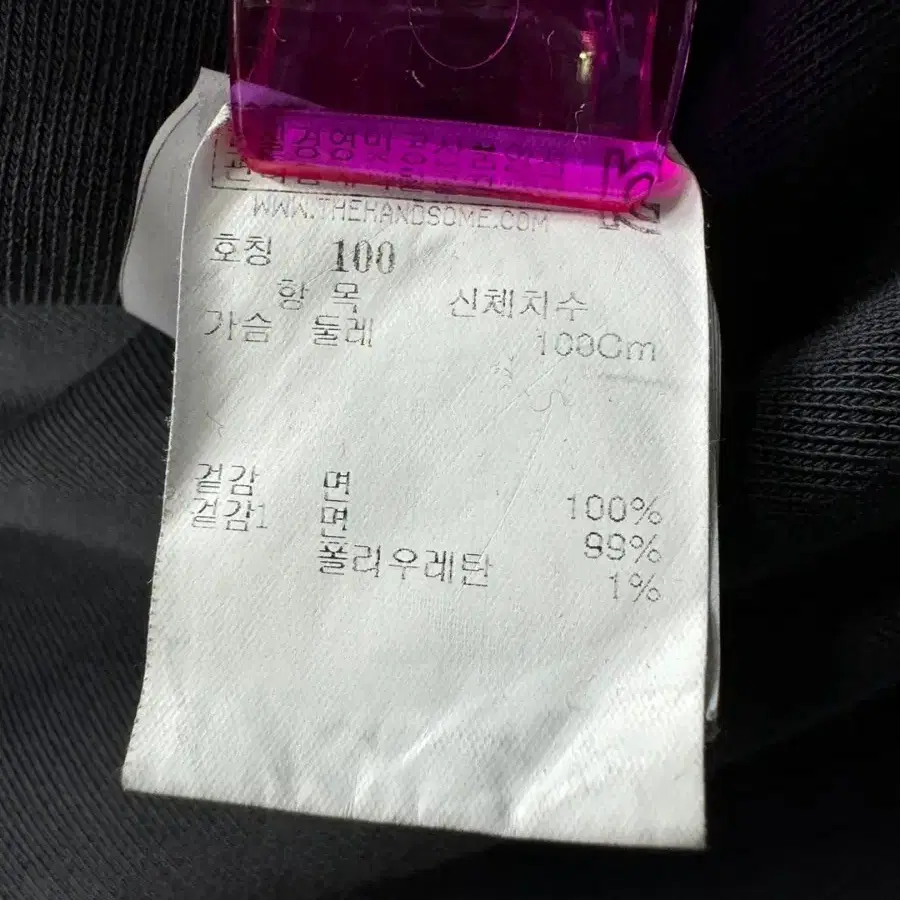 WWW.THEHANDSOME.COM
호칭 100
항 목 신체치수
가슴 둘레 100Cm
겉감 면 100%
겉감1 면 99%
폴리우레탄 1%